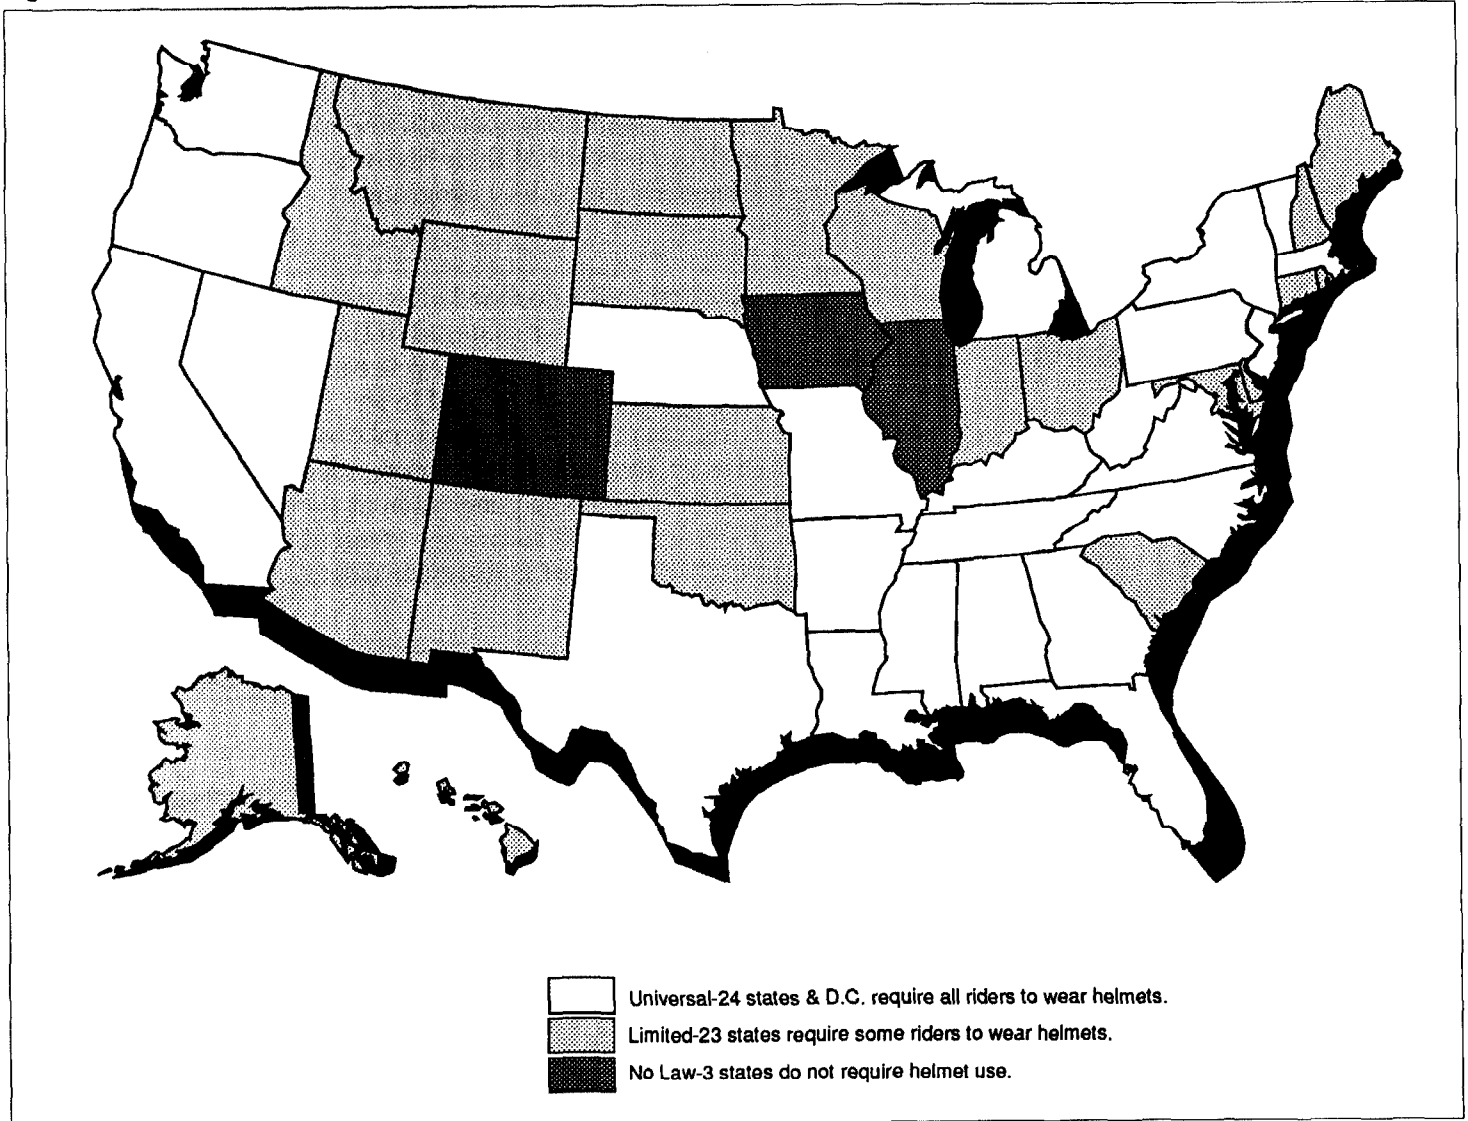 Universal-24 states & D.C. require all riders to wear helmets.
Limited-23 states require some riders to wear helmets.
No Law-3 states do not require helmet use.